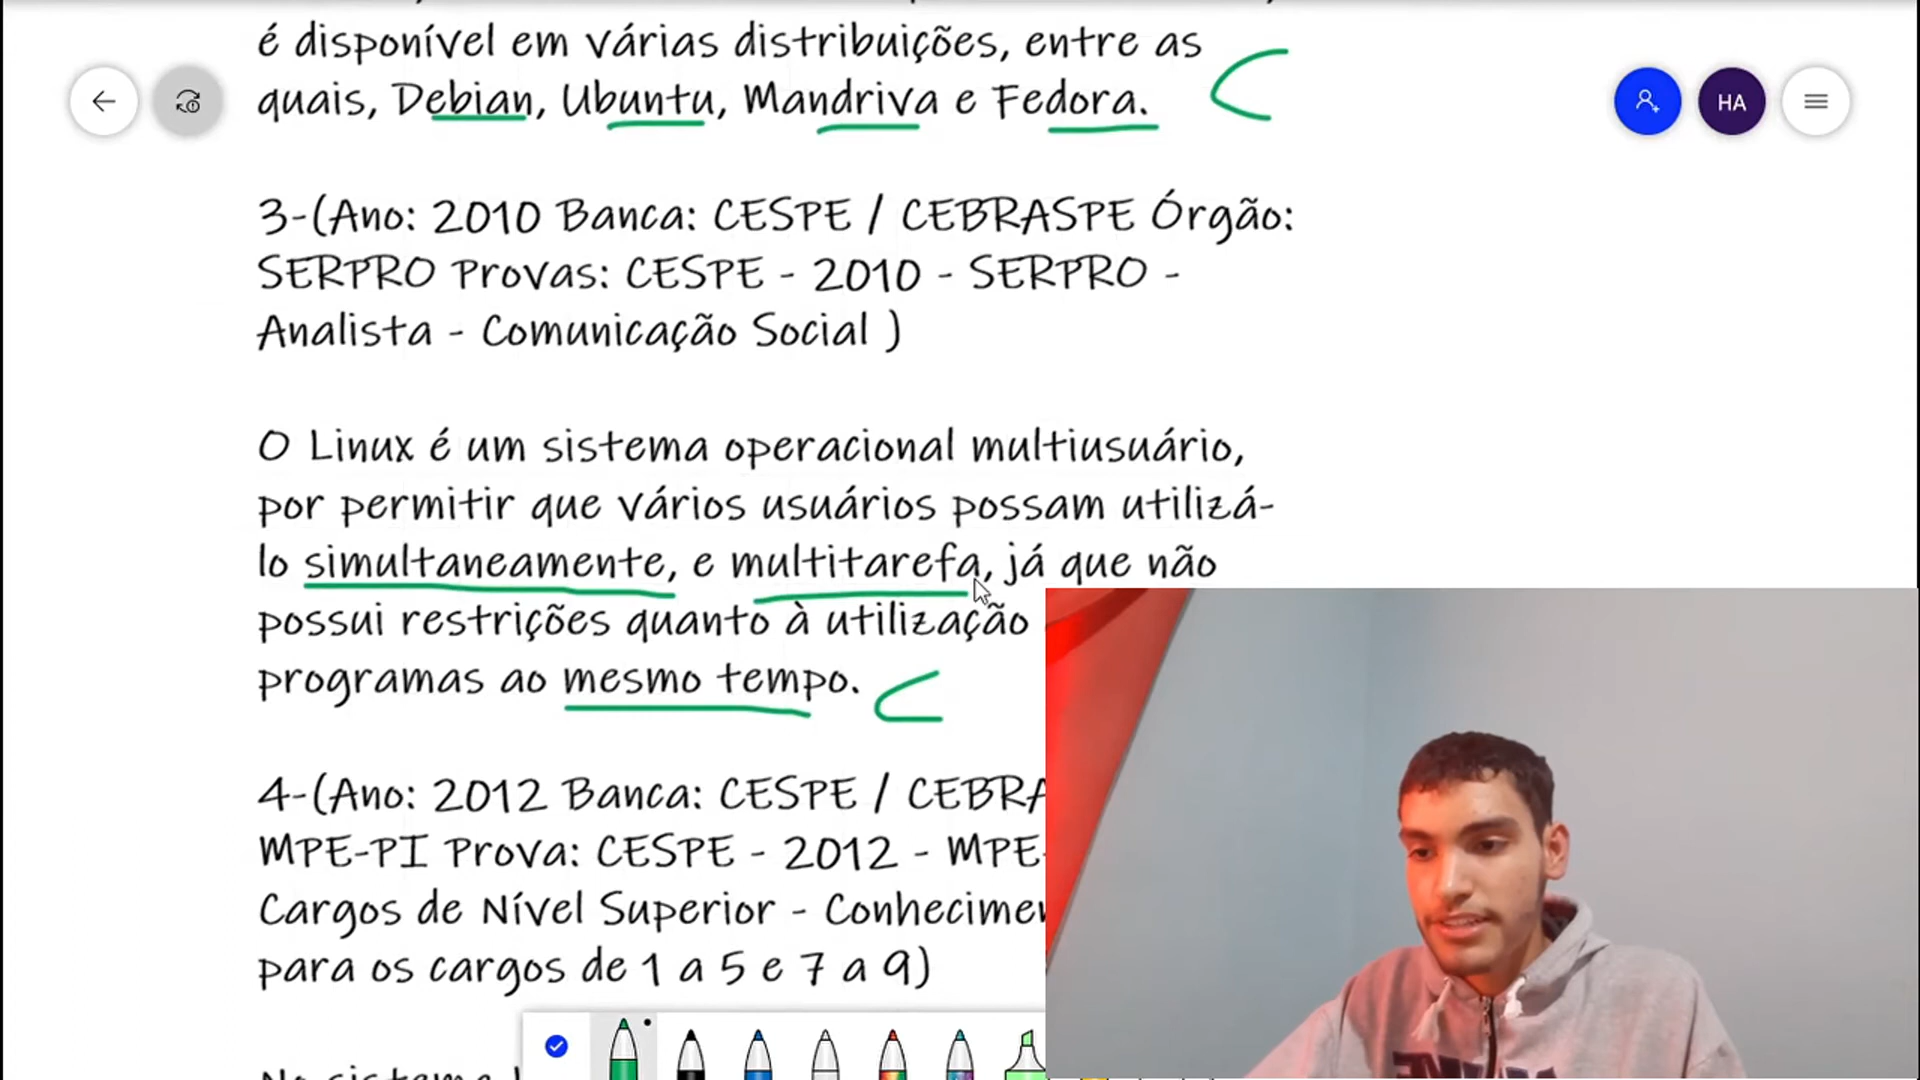 é disponível em várias distribuições, entre as
quais, Debian, Ubuntu, Mandriva e Fedora.
HA
3-(Ano: 2010 Banca: CESPE / CEBRASPE Órgão:
SERPRO Provas: CESPE - 2010 - SERPRO -
Analista - Comunicação Social )
O Linux é um sistema operacional multiusuário,
por permitir que vários usuários possam utilizá-
lo simultaneamente, e multitarefa, já que não
possui restrições quanto à utilização
programas ao mesmo tempo.
4-(Ano: 2012 Banca: CESPE / CEBRA
MPE-PI Prova: CESPE - 2012 - MPE-
Cargos de Nível Superior - Conhecimen
para os cargos de 1 a 5 e 7 a 9)
No sistema